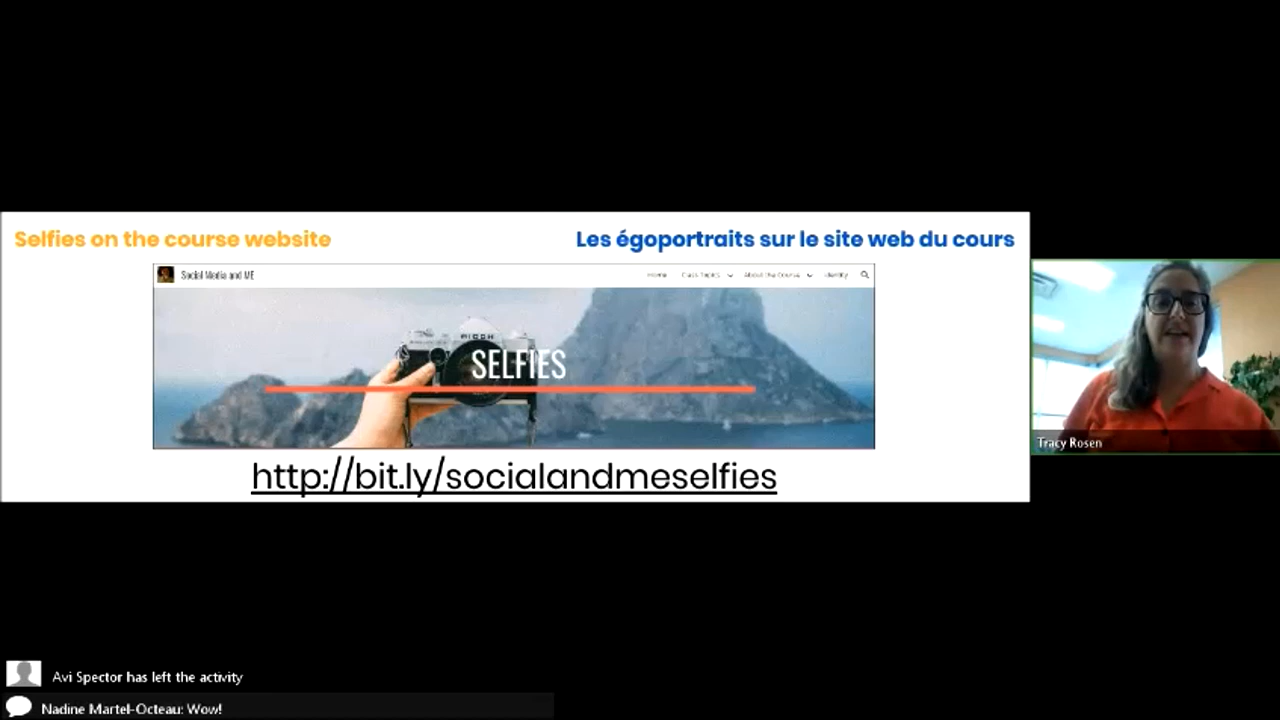 Selfies on the course website
Les égoportraits sur le site web du cours
Social Media and ME
Home Class Topics About the Course Identity
RICOH
SELFIES
http://bit.ly/socialandmeselfies
Tracy Rosen
Avi Spector has left the activity
Nadine Martel-Octeau: Wow!